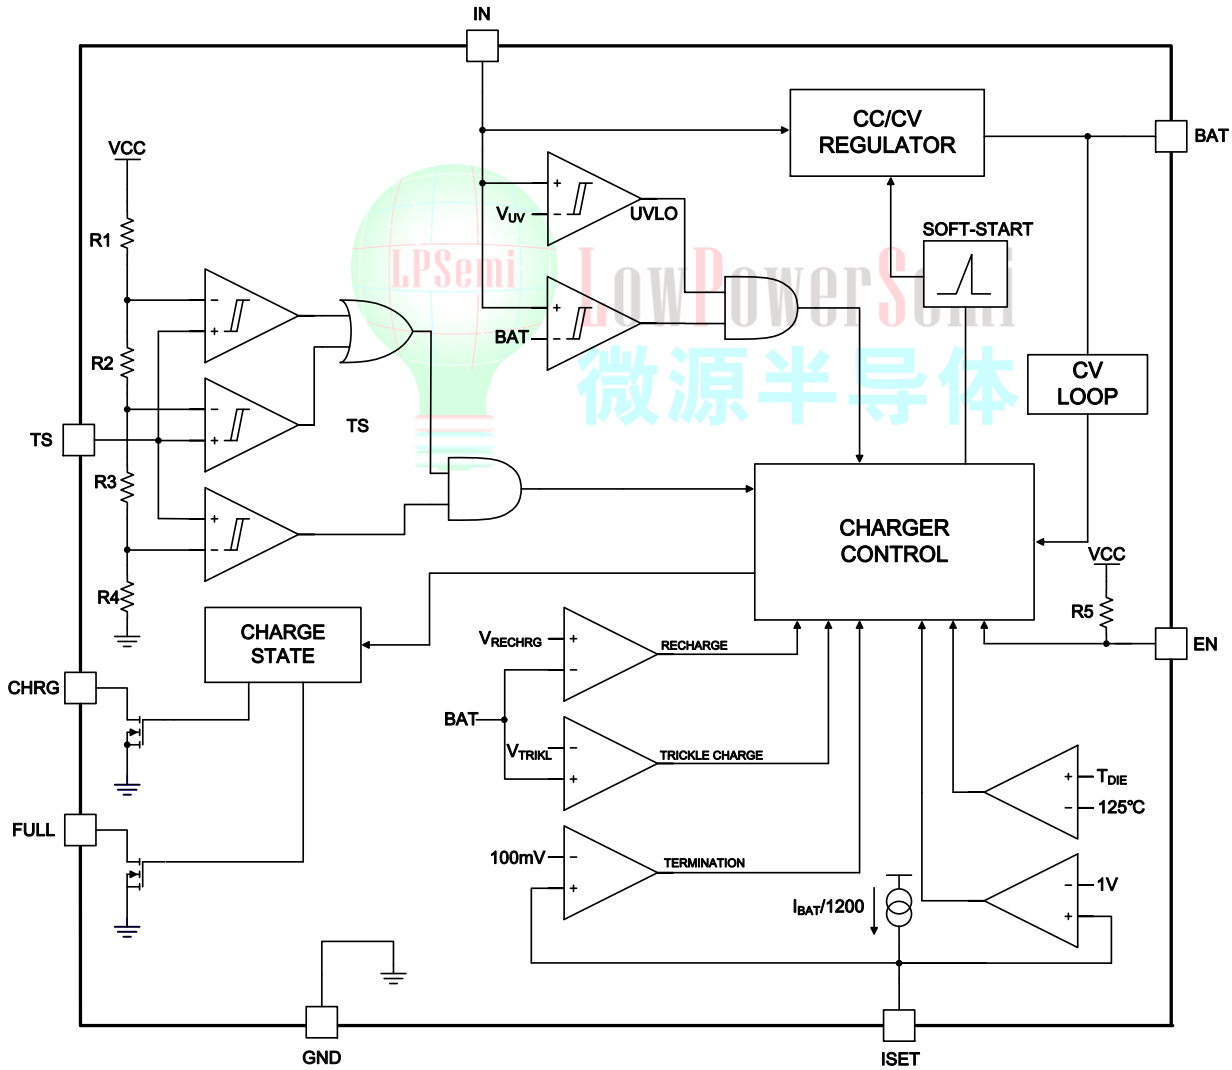 IN
CC/CV
REGULATOR
BAT
VCC
R1
+
VUV
−
UVLO
SOFT-START
LPSemi
LowPowerSemi
微源半导体
−
+
+
BAT
−
R2
CV
LOOP
−
+
TS
TS
R3
+
−
CHARGER
CONTROL
VCC
R4
R5
CHARGE
STATE
VRECHRG
+
−
RECHARGE
EN
CHRG
BAT
VTRIKL
−
+
TRICKLE CHARGE
+
TDIE
−
125℃
FULL
100mV
−
+
TERMINATION
−
1V
+
IBAT/1200
GND
ISET